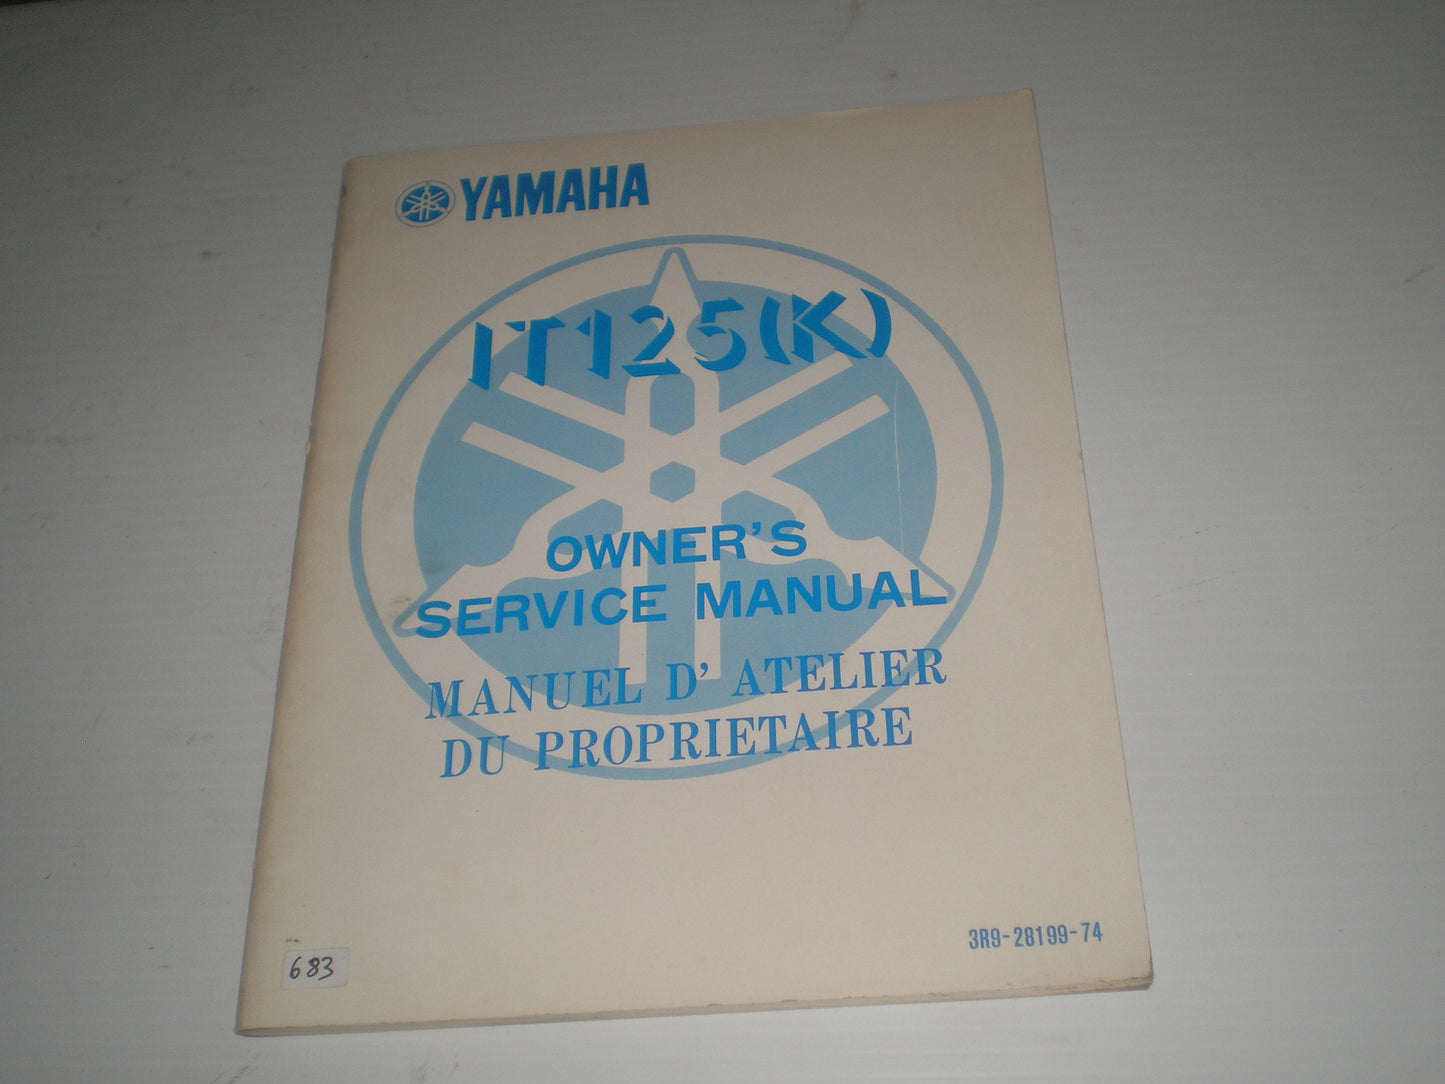 YAMAHA
IT125(K)
OWNER'S
SERVICE MANUAL
MANUEL D' ATELIER
DU PROPRIETAIRE
3R9-28199-74
683